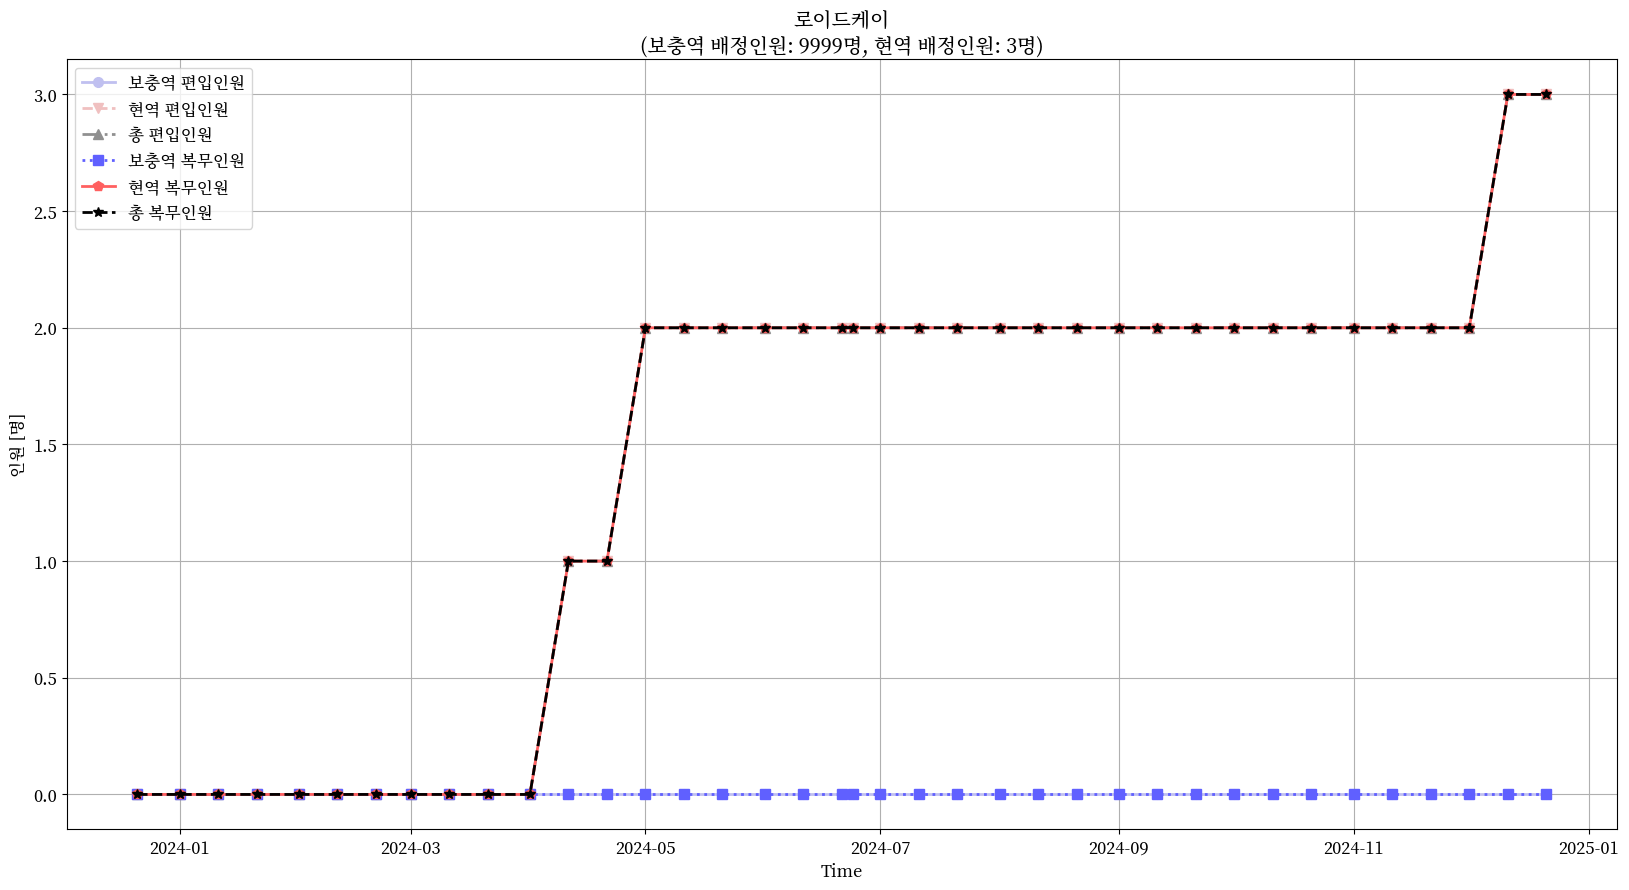 로이드케이
(보충역 배정인원: 9999명, 현역 배정인원: 3명)
보충역 편입인원
현역 편입인원
총 편입인원
보충역 복무인원
현역 복무인원
총 복무인원
3.0
2.5
2.0
1.5
1.0
0.5
0.0
인원 [명]
2024-01
2024-03
2024-05
2024-07
2024-09
2024-11
2025-01
Time